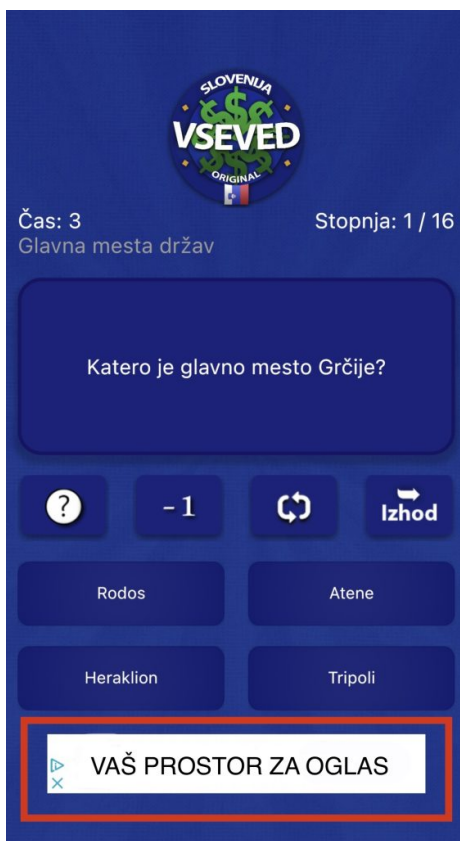 SLOVENIJA
VSEVED
ORIGINAL
Čas: 3
Stopnja: 1 / 16
Glavna mesta držav
Katero je glavno mesto Grčije?
?
-1
Izhod
Rodos
Atene
Heraklion
Tripoli
VAŠ PROSTOR ZA OGLAS